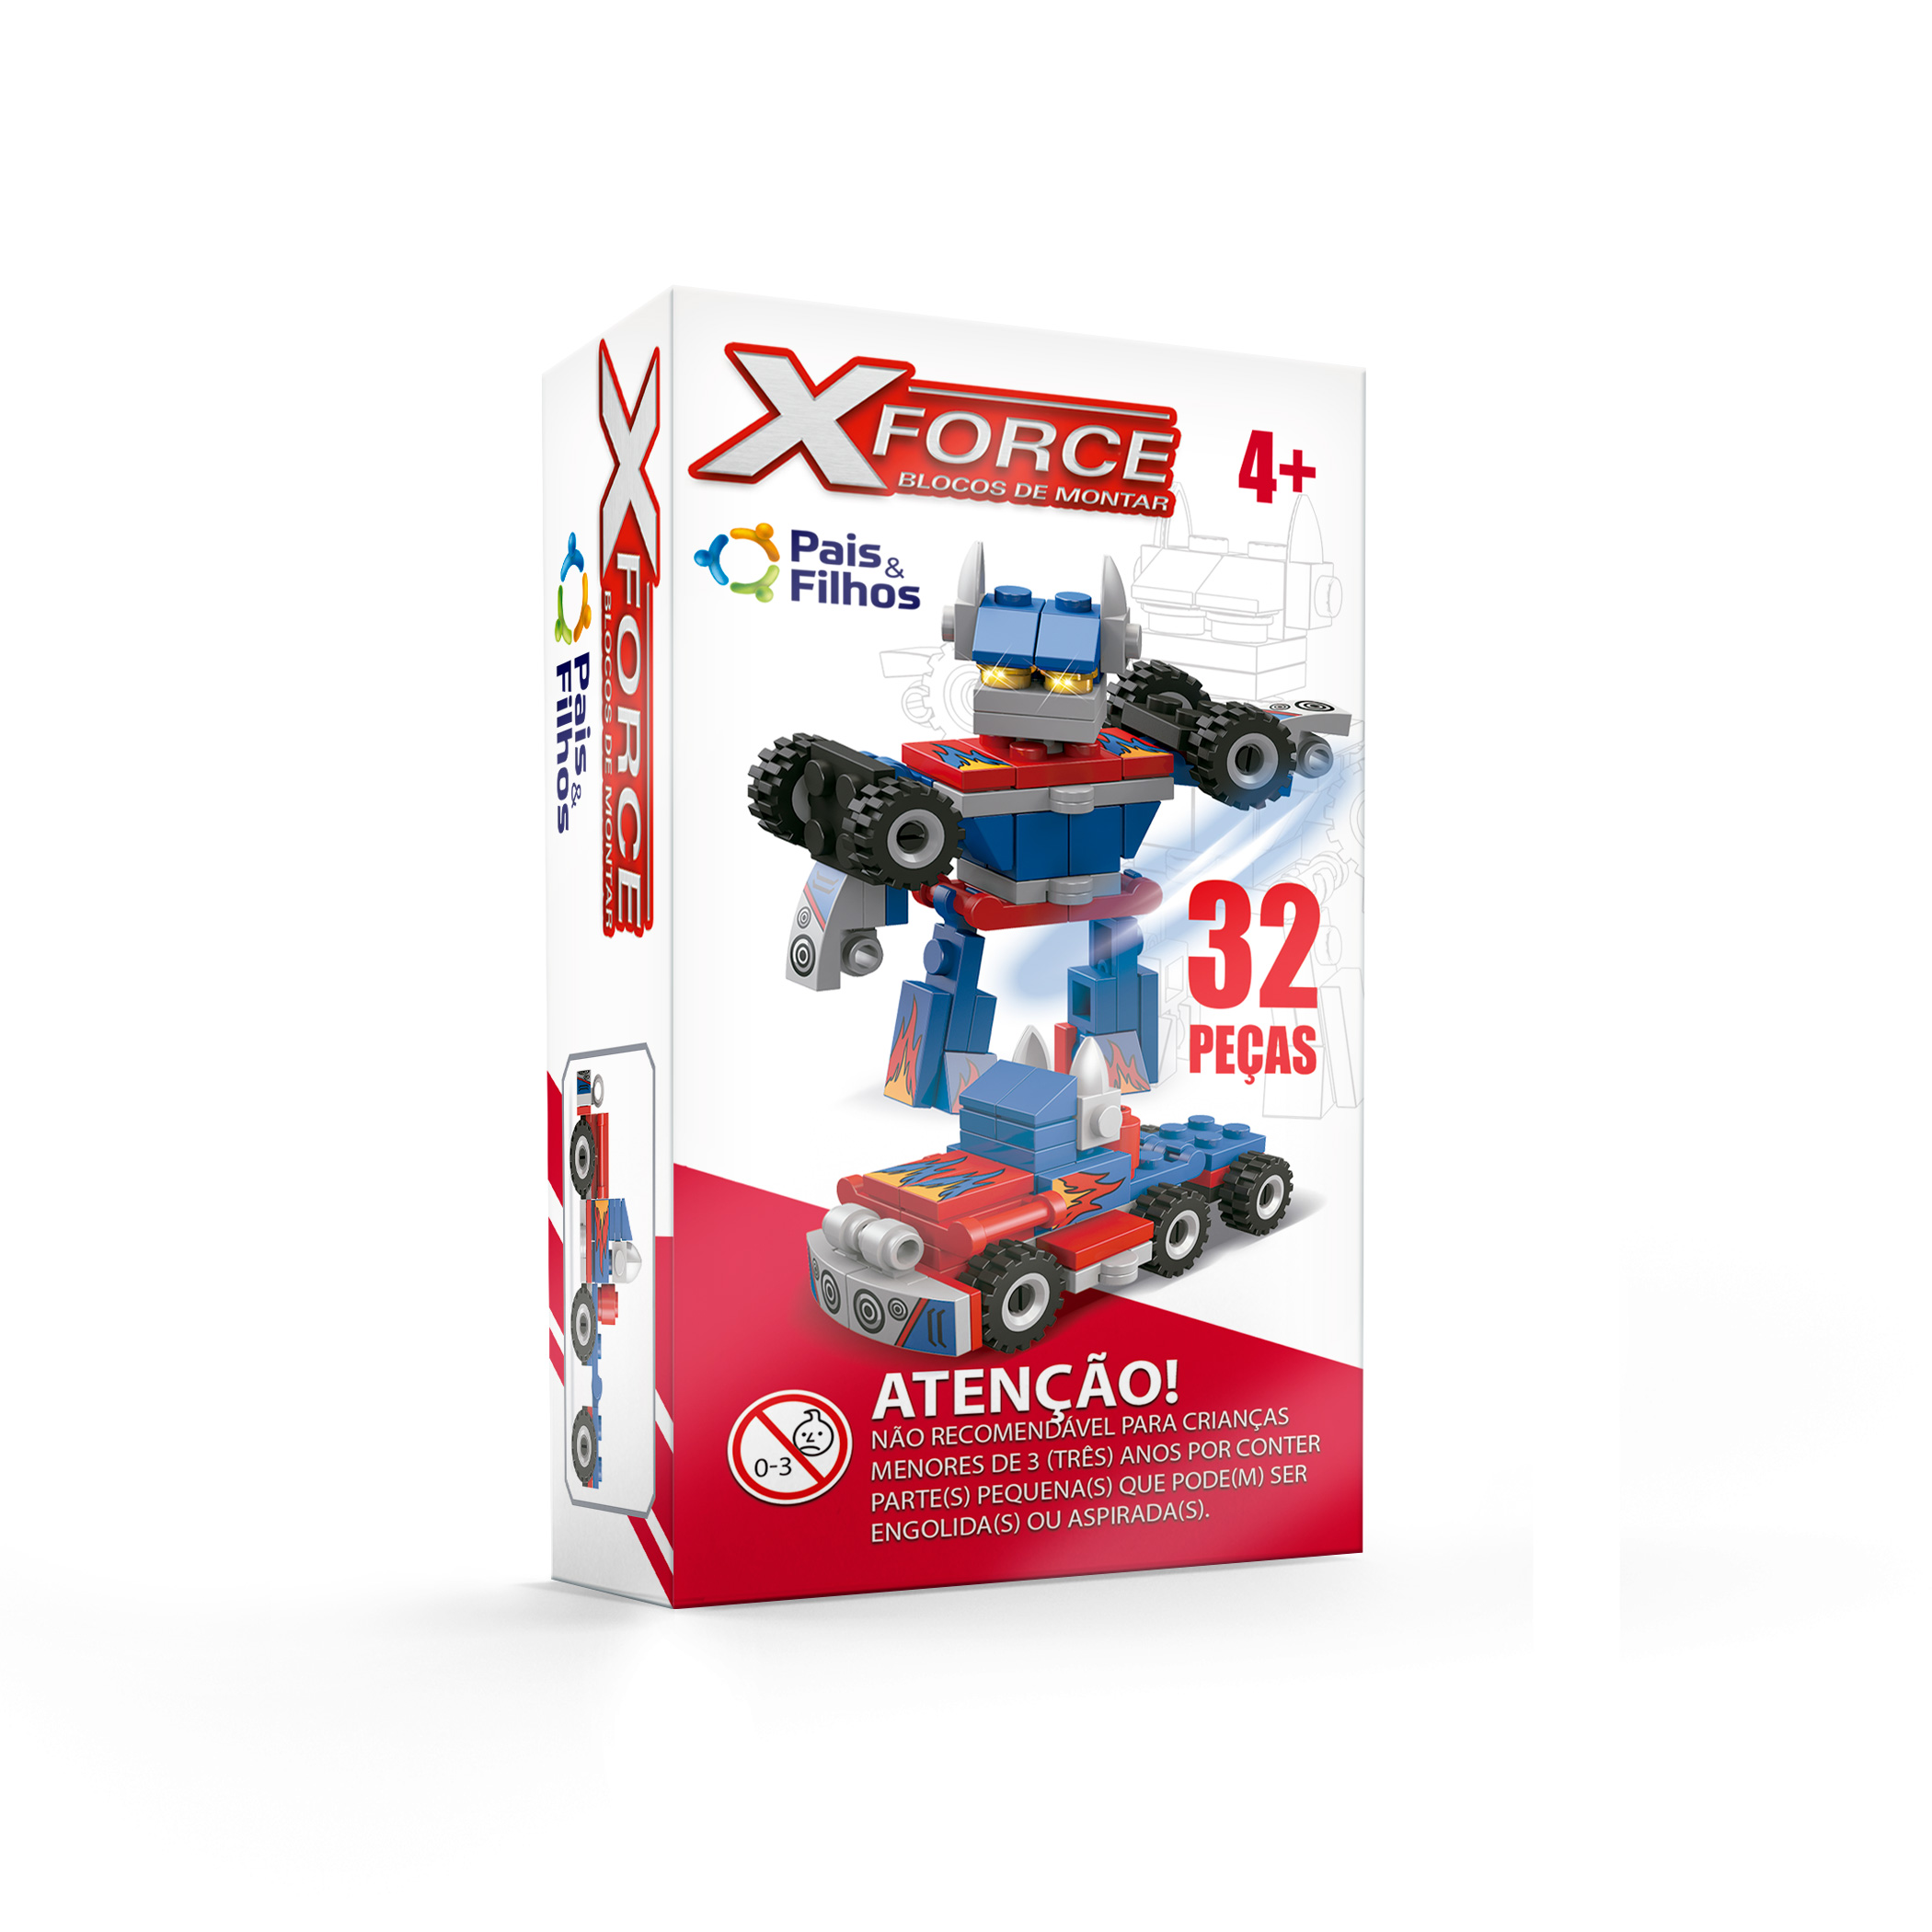 XFORCE
BLOCOS DE MONTAR
4+
Pais &
Filhos
32
PEÇAS
ATENÇÃO!
NÃO RECOMENDÁVEL PARA CRIANÇAS
MENORES DE 3 (TRÊS) ANOS POR CONTER
PARTE(S) PEQUENA(S) QUE PODE(M) SER
ENGOLIDA(S) OU ASPIRADA(S).
0-3
XFORCE
BLOCOS DE MONTAR
Pais &
Filhos